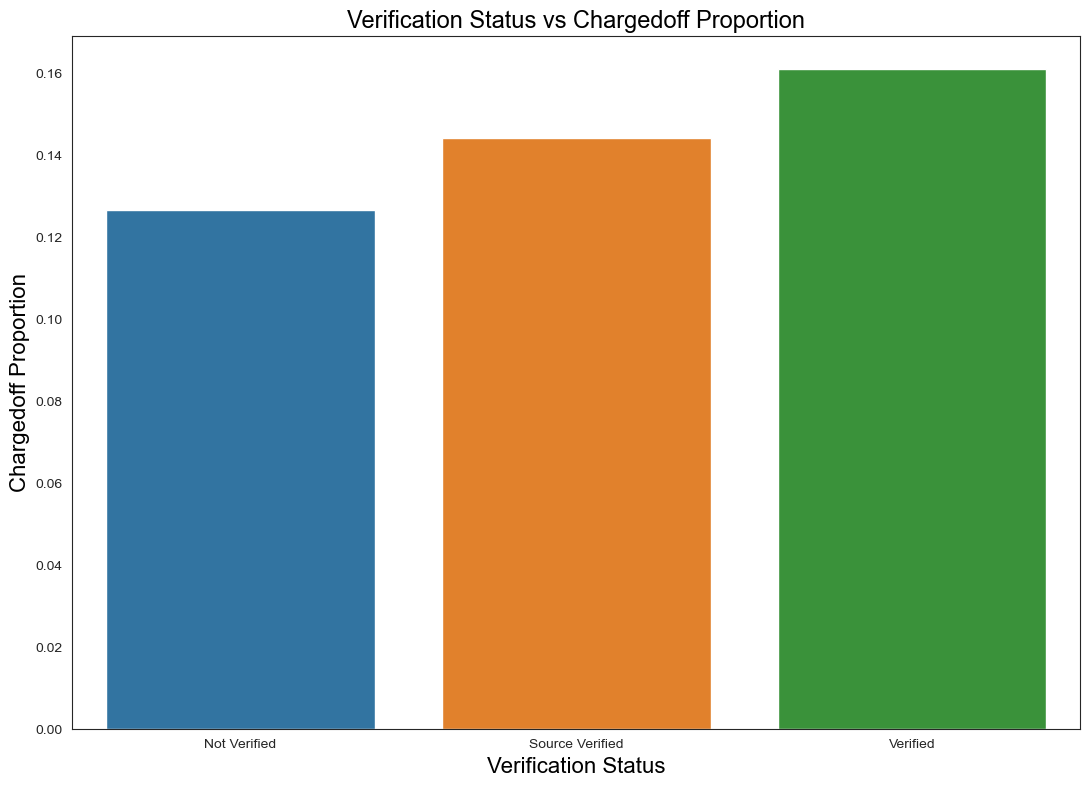 Verification Status vs Chargedoff Proportion
Chargedoff Proportion
0.16
0.14
0.12
0.10
0.08
0.06
0.04
0.02
0.00
Not Verified
Source Verified
Verified
Verification Status